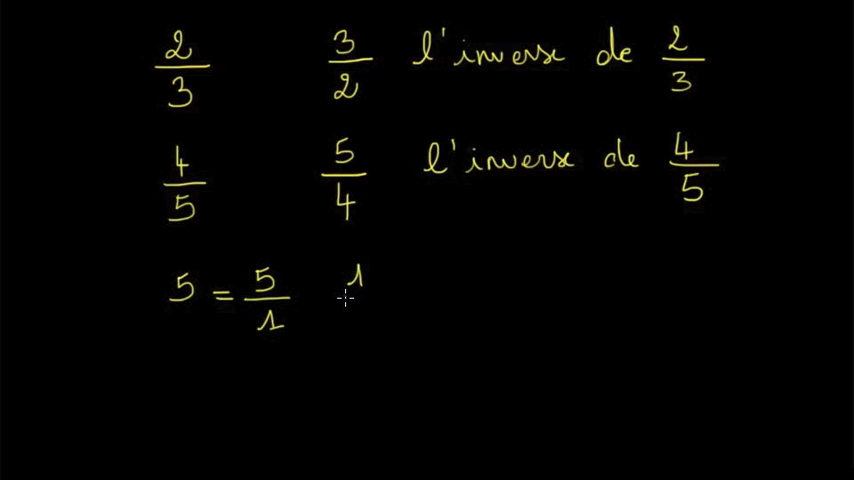 2/3 3/2 l'inverse de 2/3
4/5 5/4 l'inverse de 4/5
5 = 5/1 1